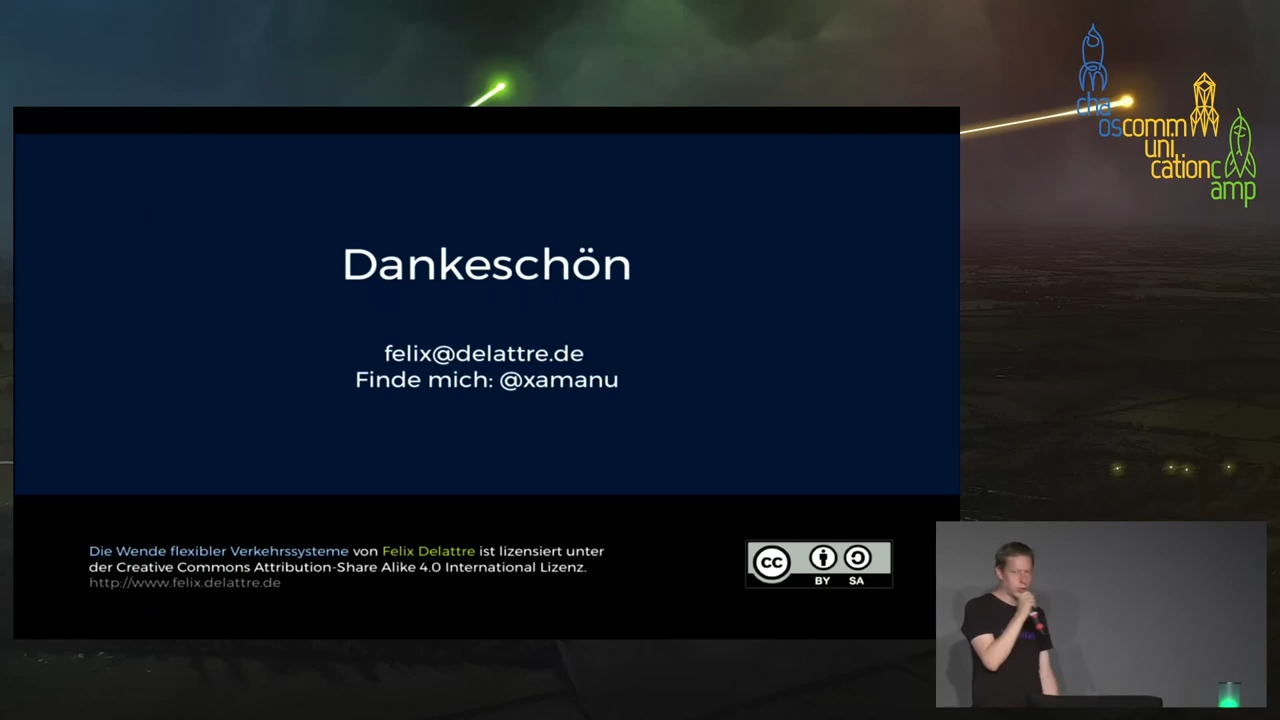 cha
oscomm
uni
cationc
amp
Dankeschön
felix@delattre.de
Finde mich: @xamanu
Die Wende flexibler Verkehrssysteme von Felix Delattre ist lizensiert unter
der Creative Commons Attribution-Share Alike 4.0 International Lizenz.
http://www.felix.delattre.de
cc
BY SA